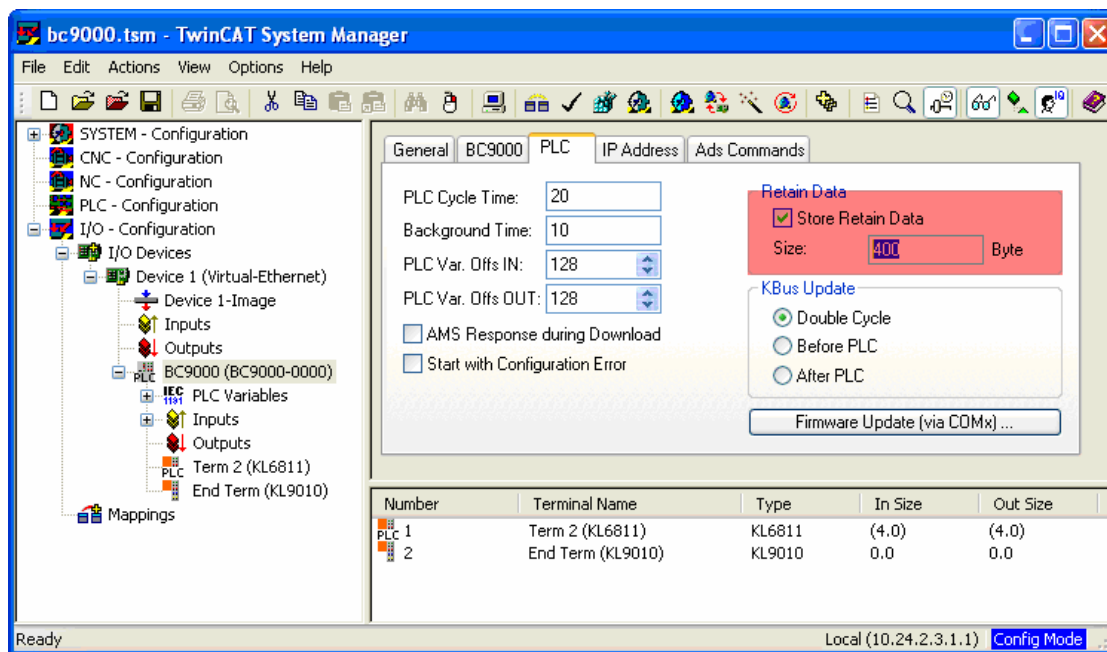 bc9000.tsm - TwinCAT System Manager
File Edit Actions View Options Help
SYSTEM - Configuration
CNC - Configuration
NC - Configuration
PLC - Configuration
I/O - Configuration
I/O Devices
Device 1 (Virtual-Ethernet)
Device 1-Image
Inputs
Outputs
PLC BC9000 (BC9000-0000)
IEC 1131 PLC Variables
Inputs
Outputs
PLC Term 2 (KL6811)
End Term (KL9010)
Mappings
General BC9000 PLC IP Address Ads Commands
PLC Cycle Time: 20
Background Time: 10
PLC Var. Offs IN: 128
PLC Var. Offs OUT: 128
AMS Response during Download
Start with Configuration Error
Retain Data
Store Retain Data
Size: 400 Byte
KBus Update
Double Cycle
Before PLC
After PLC
Firmware Update (via COMx) ...
Number Terminal Name Type In Size Out Size
PLC 1 Term 2 (KL6811) KL6811 (4.0) (4.0)
2 End Term (KL9010) KL9010 0.0 0.0
Ready Local (10.24.2.3.1.1) Config Mode